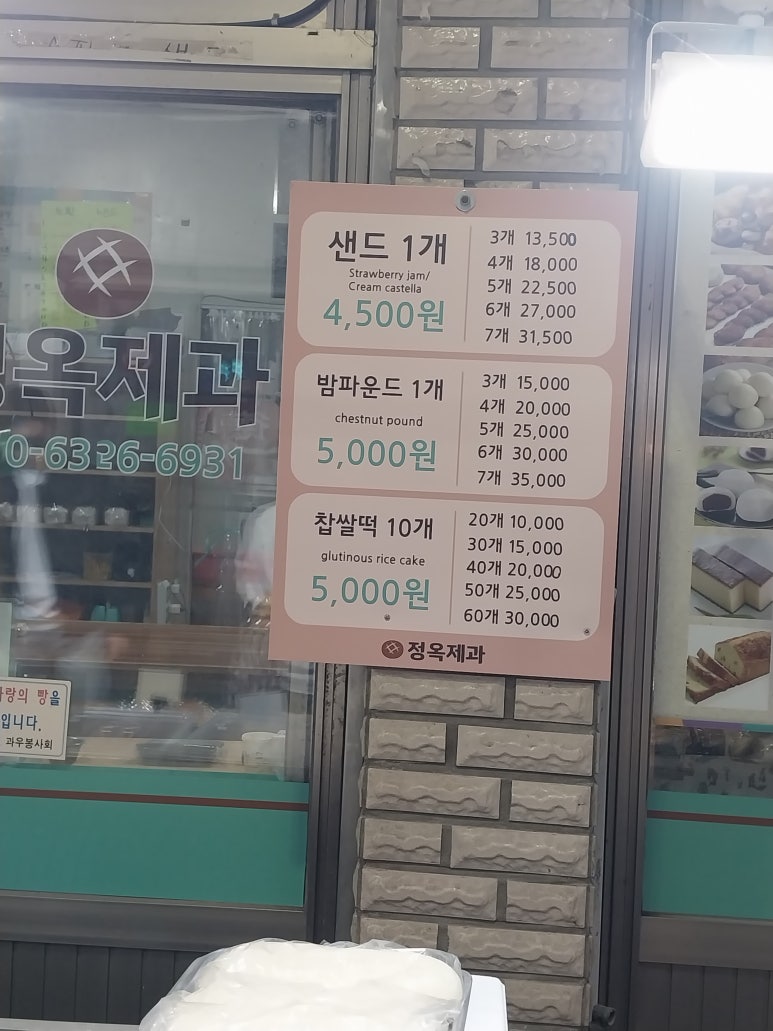 옥제과
0-6326-6931
샌드 1개
Strawberry jam/
Cream castella
4,500원
3개 13,500
4개 18,000
5개 22,500
6개 27,000
7개 31,500
밤파운드 1개
chestnut pound
5,000원
3개 15,000
4개 20,000
5개 25,000
6개 30,000
7개 35,000
찹쌀떡 10개
glutinous rice cake
5,000원
20개 10,000
30개 15,000
40개 20,000
50개 25,000
60개 30,000
정옥제과
사랑의 빵을
입니다.
과우봉사회